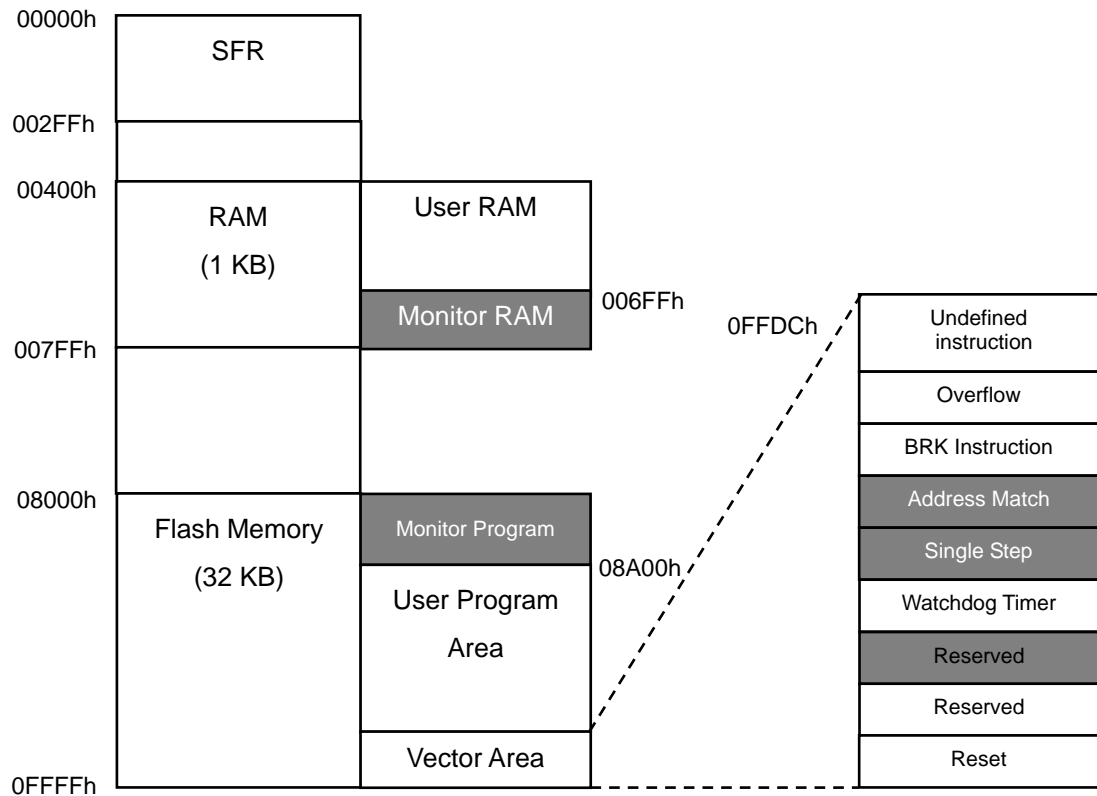 00000h
SFR
002FFh
00400h
RAM
(1 KB)
User RAM
Monitor RAM
006FFh
007FFh
08000h
Flash Memory
(32 KB)
Monitor Program
08A00h
User Program
Area
Vector Area
0FFFFh
0FFDCh
Undefined
instruction
Overflow
BRK Instruction
Address Match
Single Step
Watchdog Timer
Reserved
Reserved
Reset